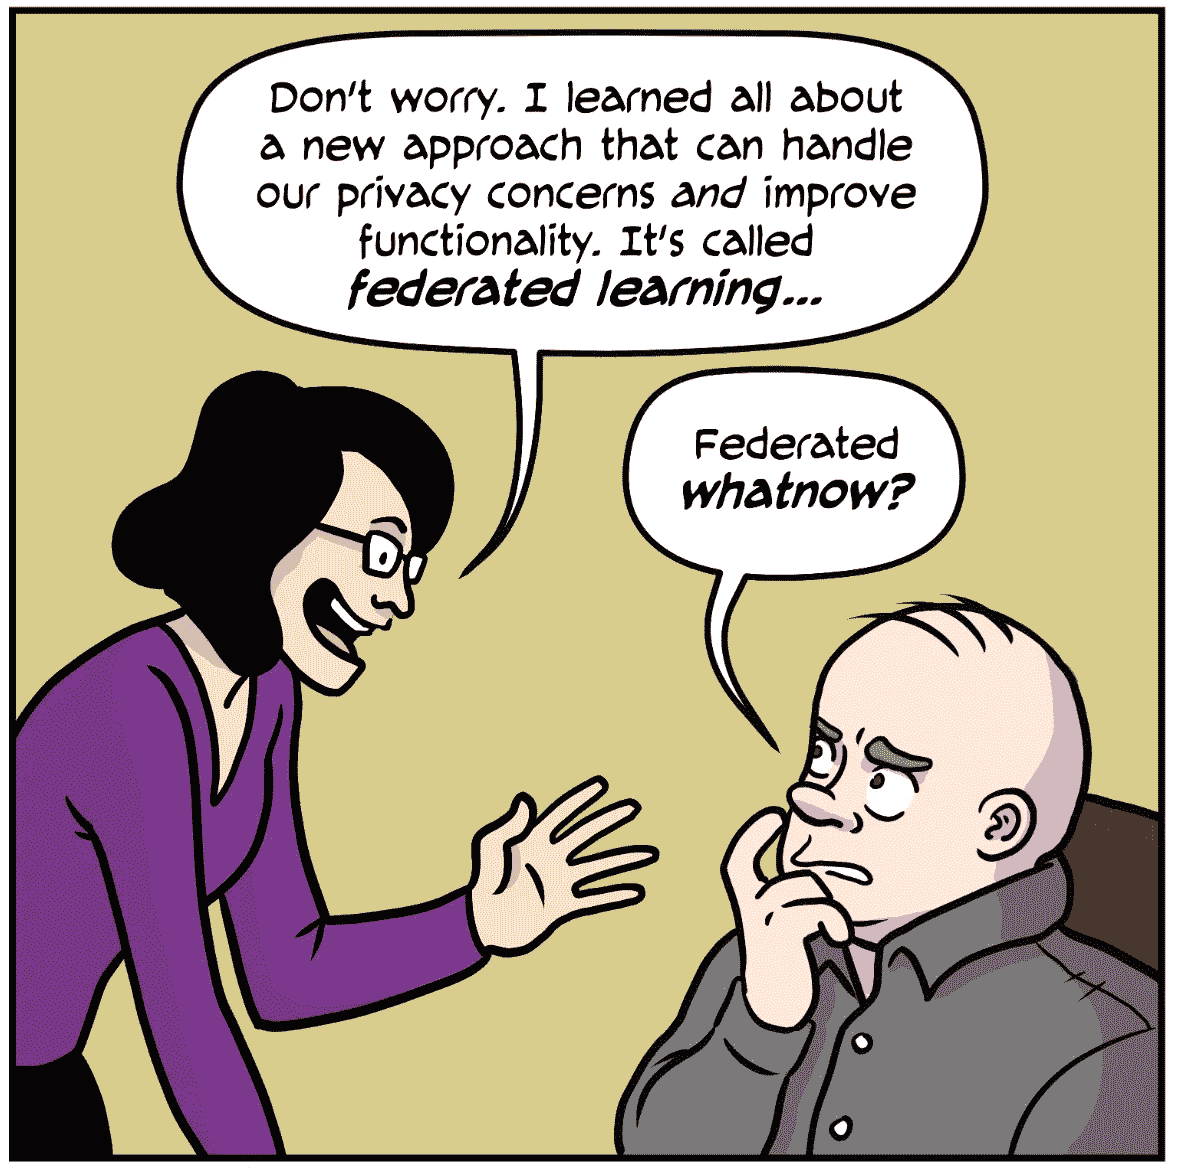 Don't worry. I learned all about
a new approach that can handle
our privacy concerns and improve
functionality. It's called
federated learning...
Federated
whatnow?